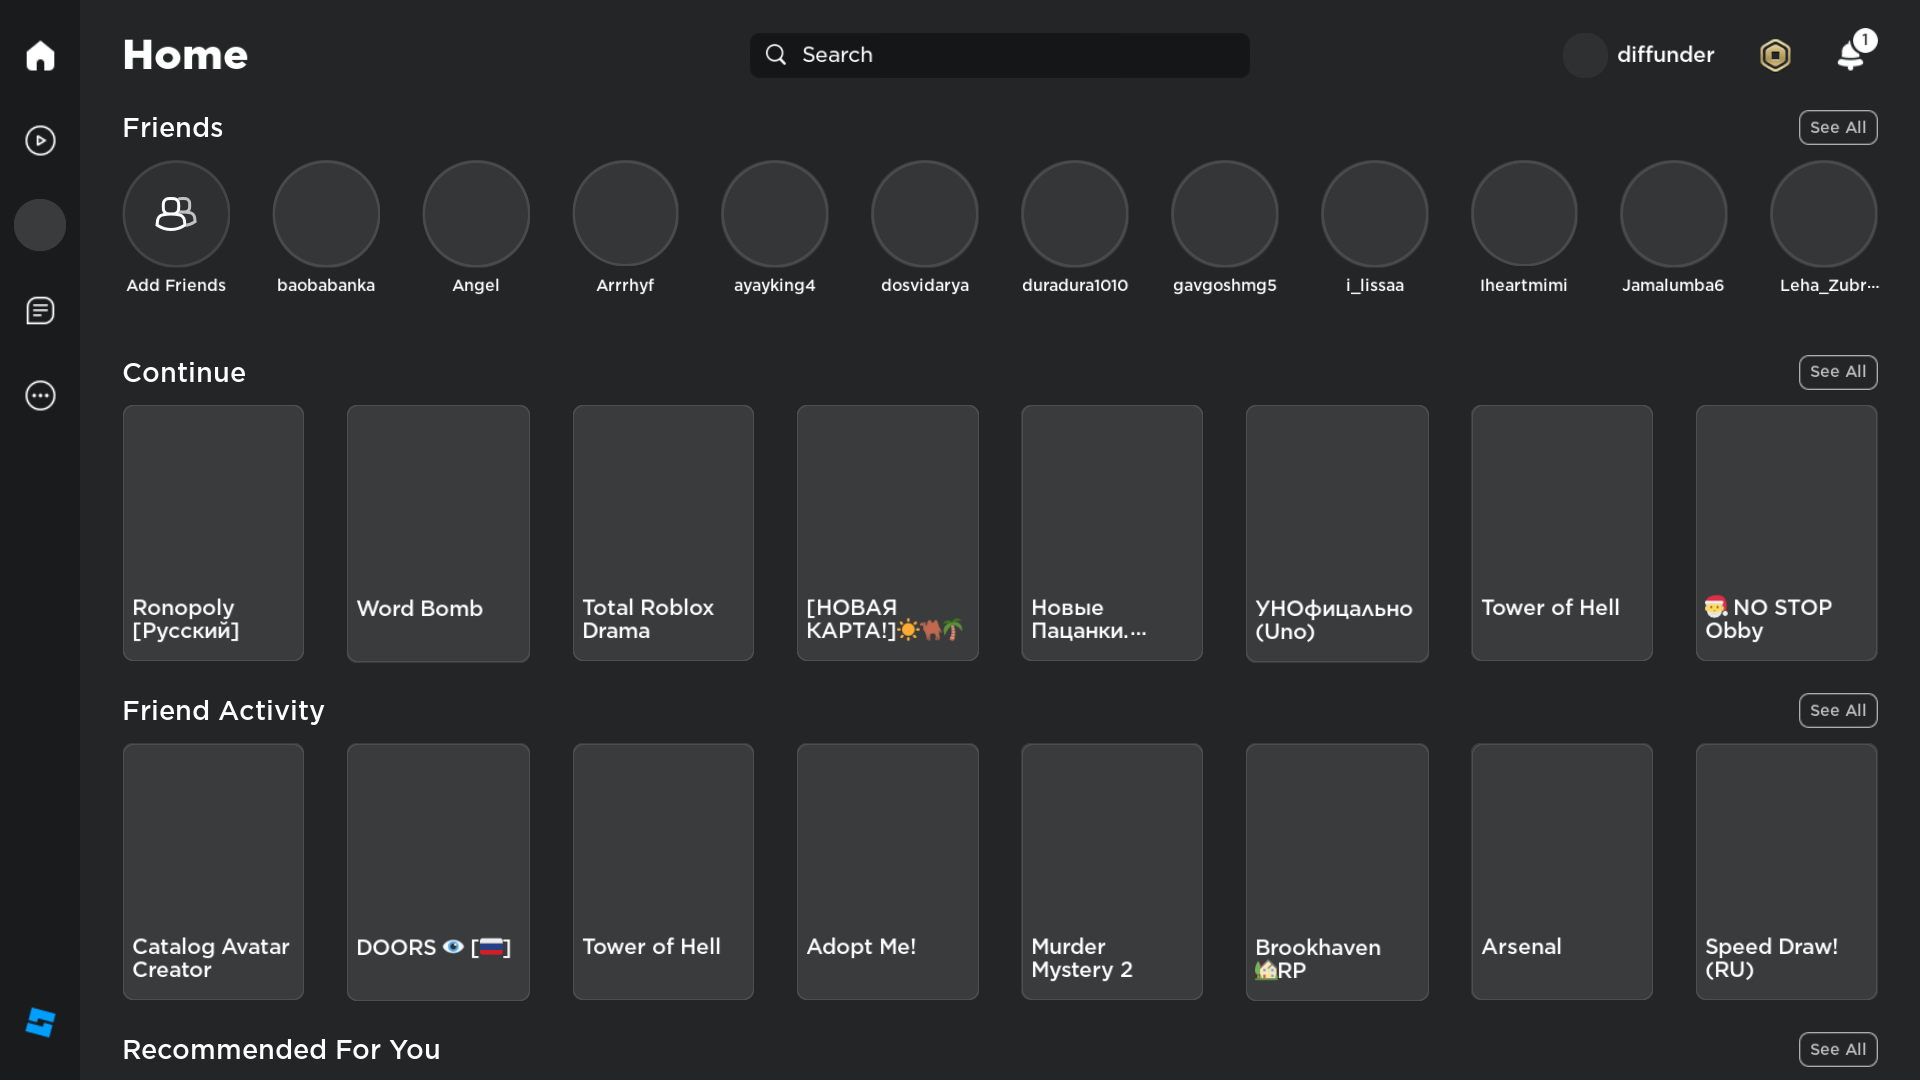 Home
Search
diffunder
1
Friends
See All
Add Friends
baobabanka
Angel
Arrrhyf
ayayking4
dosvidarya
duradura1010
gavgoshmg5
i_lissaa
Iheartmimi
Jamalumba6
Leha_Zubr...
Continue
See All
Ronopoly
[Русский]
Word Bomb
Total Roblox
Drama
[НОВАЯ
КАРТА!]☀️🐫🌴
Новые
Пацанки....
УНОфициально
(Uno)
Tower of Hell
🎅 NO STOP
Obby
Friend Activity
See All
Catalog Avatar
Creator
DOORS 👁️ [🇷🇺]
Tower of Hell
Adopt Me!
Murder
Mystery 2
Brookhaven
🏡RP
Arsenal
Speed Draw!
(RU)
Recommended For You
See All